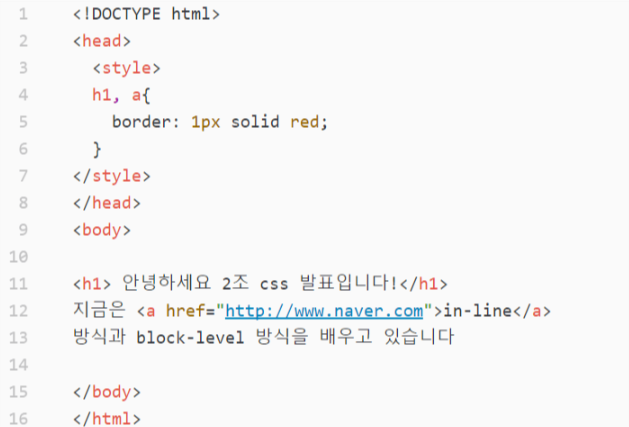 1 <!DOCTYPE html>
2 <head>
3 <style>
4 h1, a{
5 border: 1px solid red;
6 }
7 </style>
8 </head>
9 <body>
10
11 <h1> 안녕하세요 2조 css 발표입니다!</h1>
12 지금은 <a href="http://www.naver.com">in-line</a>
13 방식과 block-level 방식을 배우고 있습니다
14
15 </body>
16 </html>